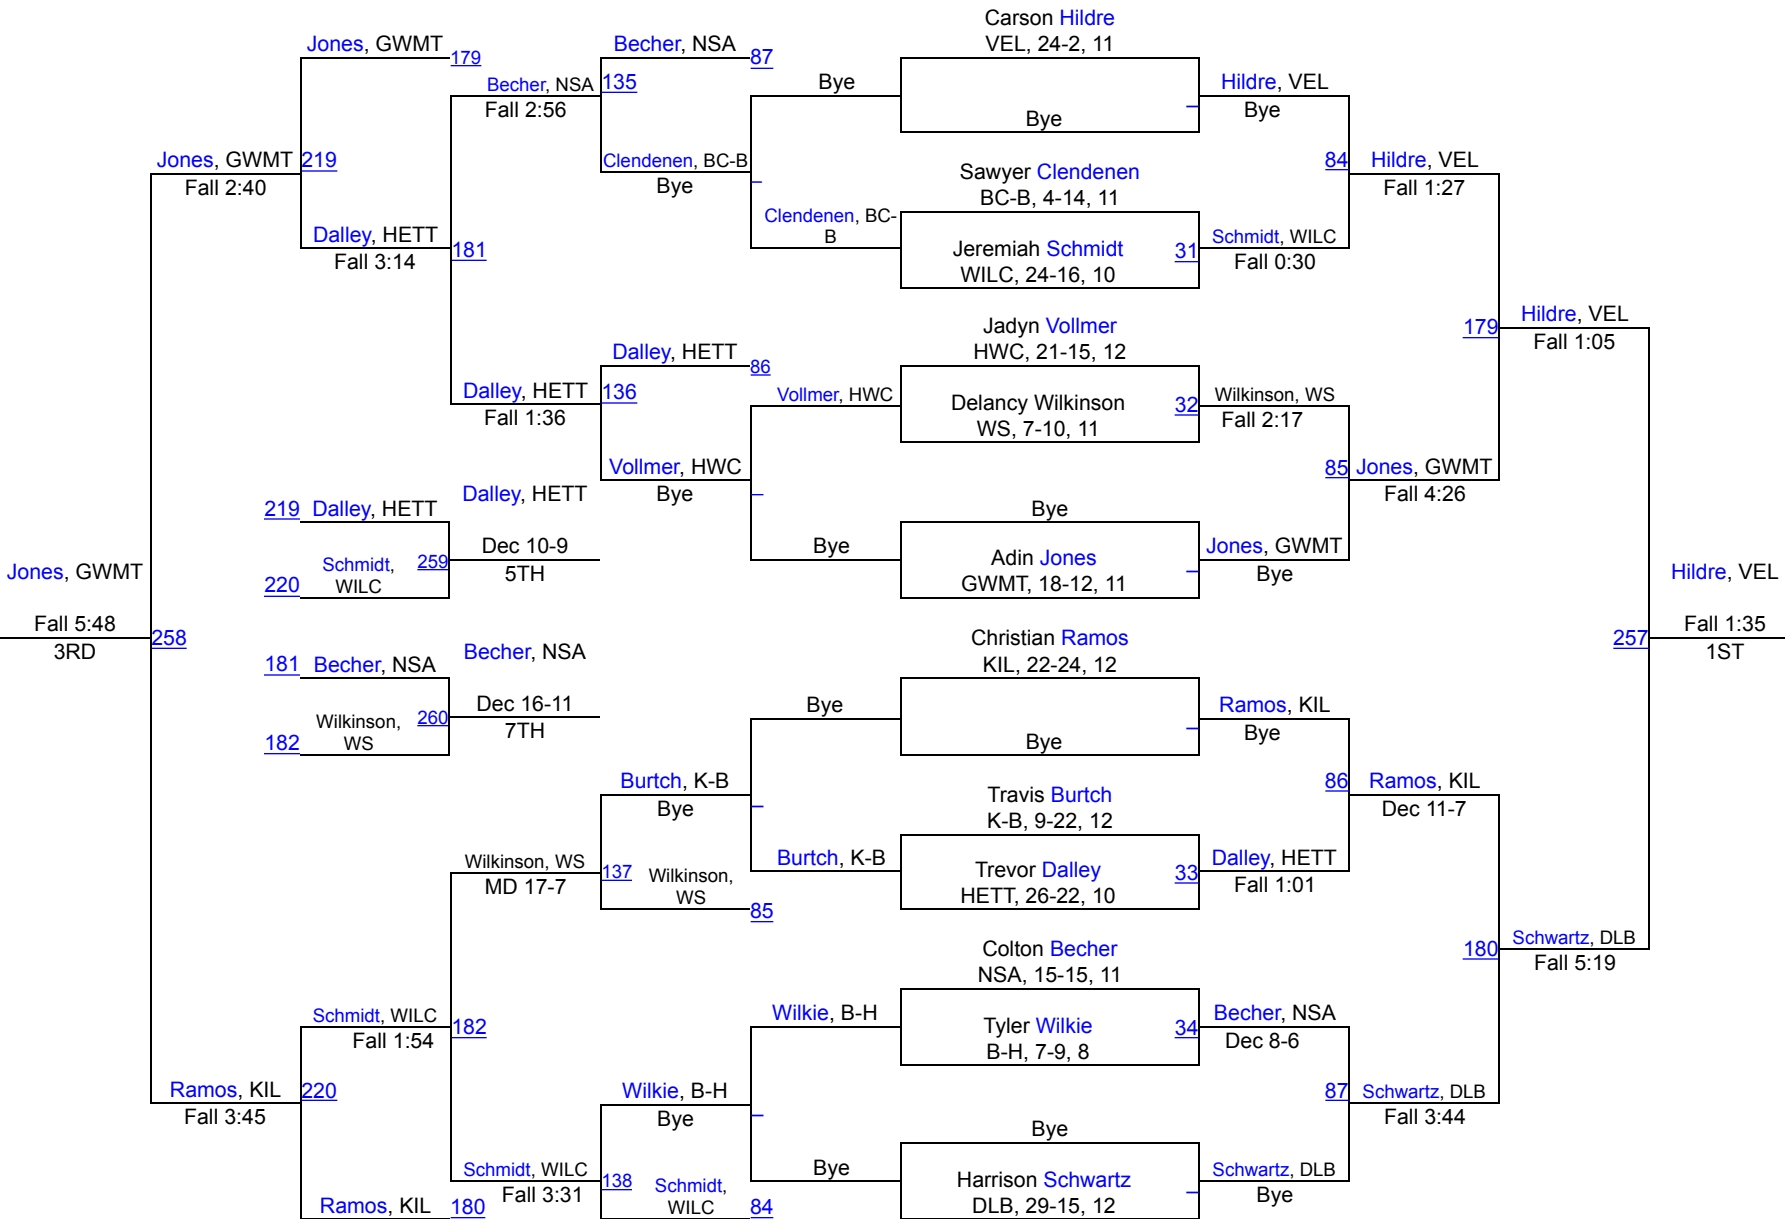 Carson Hildre
VEL, 24-2, 11
Jones, GWMT
179
Becher, NSA
87
Becher, NSA
135
Fall 2:56
Bye
Bye
Hildre, VEL
Bye
Jones, GWMT
219
Fall 2:40
Clendenen, BC-B
Bye
Sawyer Clendenen
BC-B, 4-14, 11
84
Hildre, VEL
Fall 1:27
Clendenen, BC-
B
Dalley, HETT
181
Fall 3:14
Jeremiah Schmidt
WILC, 24-16, 10
31
Schmidt, WILC
Fall 0:30
Jadyn Vollmer
HWC, 21-15, 12
179
Hildre, VEL
Fall 1:05
Dalley, HETT
86
Dalley, HETT
136
Fall 1:36
Vollmer, HWC
Delancy Wilkinson
WS, 7-10, 11
32
Wilkinson, WS
Fall 2:17
Vollmer, HWC
Bye
85
Jones, GWMT
Fall 4:26
219
Dalley, HETT
Dalley, HETT
Bye
Dec 10-9
5TH
259
220
Schmidt,
WILC
Bye
Adin Jones
GWMT, 18-12, 11
Jones, GWMT
Bye
Jones, GWMT
Fall 5:48
3RD
258
Hildre, VEL
257
Fall 1:35
1ST
Christian Ramos
KIL, 22-24, 12
181
Becher, NSA
Becher, NSA
Dec 16-11
7TH
260
182
Wilkinson,
WS
Bye
Bye
Ramos, KIL
Bye
Burtch, K-B
Bye
Travis Burtch
K-B, 9-22, 12
86
Ramos, KIL
Dec 11-7
Wilkinson, WS
MD 17-7
137
Wilkinson,
WS
85
Burtch, K-B
Trevor Dalley
HETT, 26-22, 10
33
Dalley, HETT
Fall 1:01
Colton Becher
NSA, 15-15, 11
180
Schwartz, DLB
Fall 5:19
Schmidt, WILC
182
Fall 1:54
Wilkie, B-H
Tyler Wilkie
B-H, 7-9, 8
34
Becher, NSA
Dec 8-6
Ramos, KIL
220
Fall 3:45
Wilkie, B-H
Bye
87
Schwartz, DLB
Fall 3:44
Bye
Schmidt, WILC
Fall 3:31
138
Schmidt,
WILC
84
Bye
Harrison Schwartz
DLB, 29-15, 12
Schwartz, DLB
Bye
Ramos, KIL
180